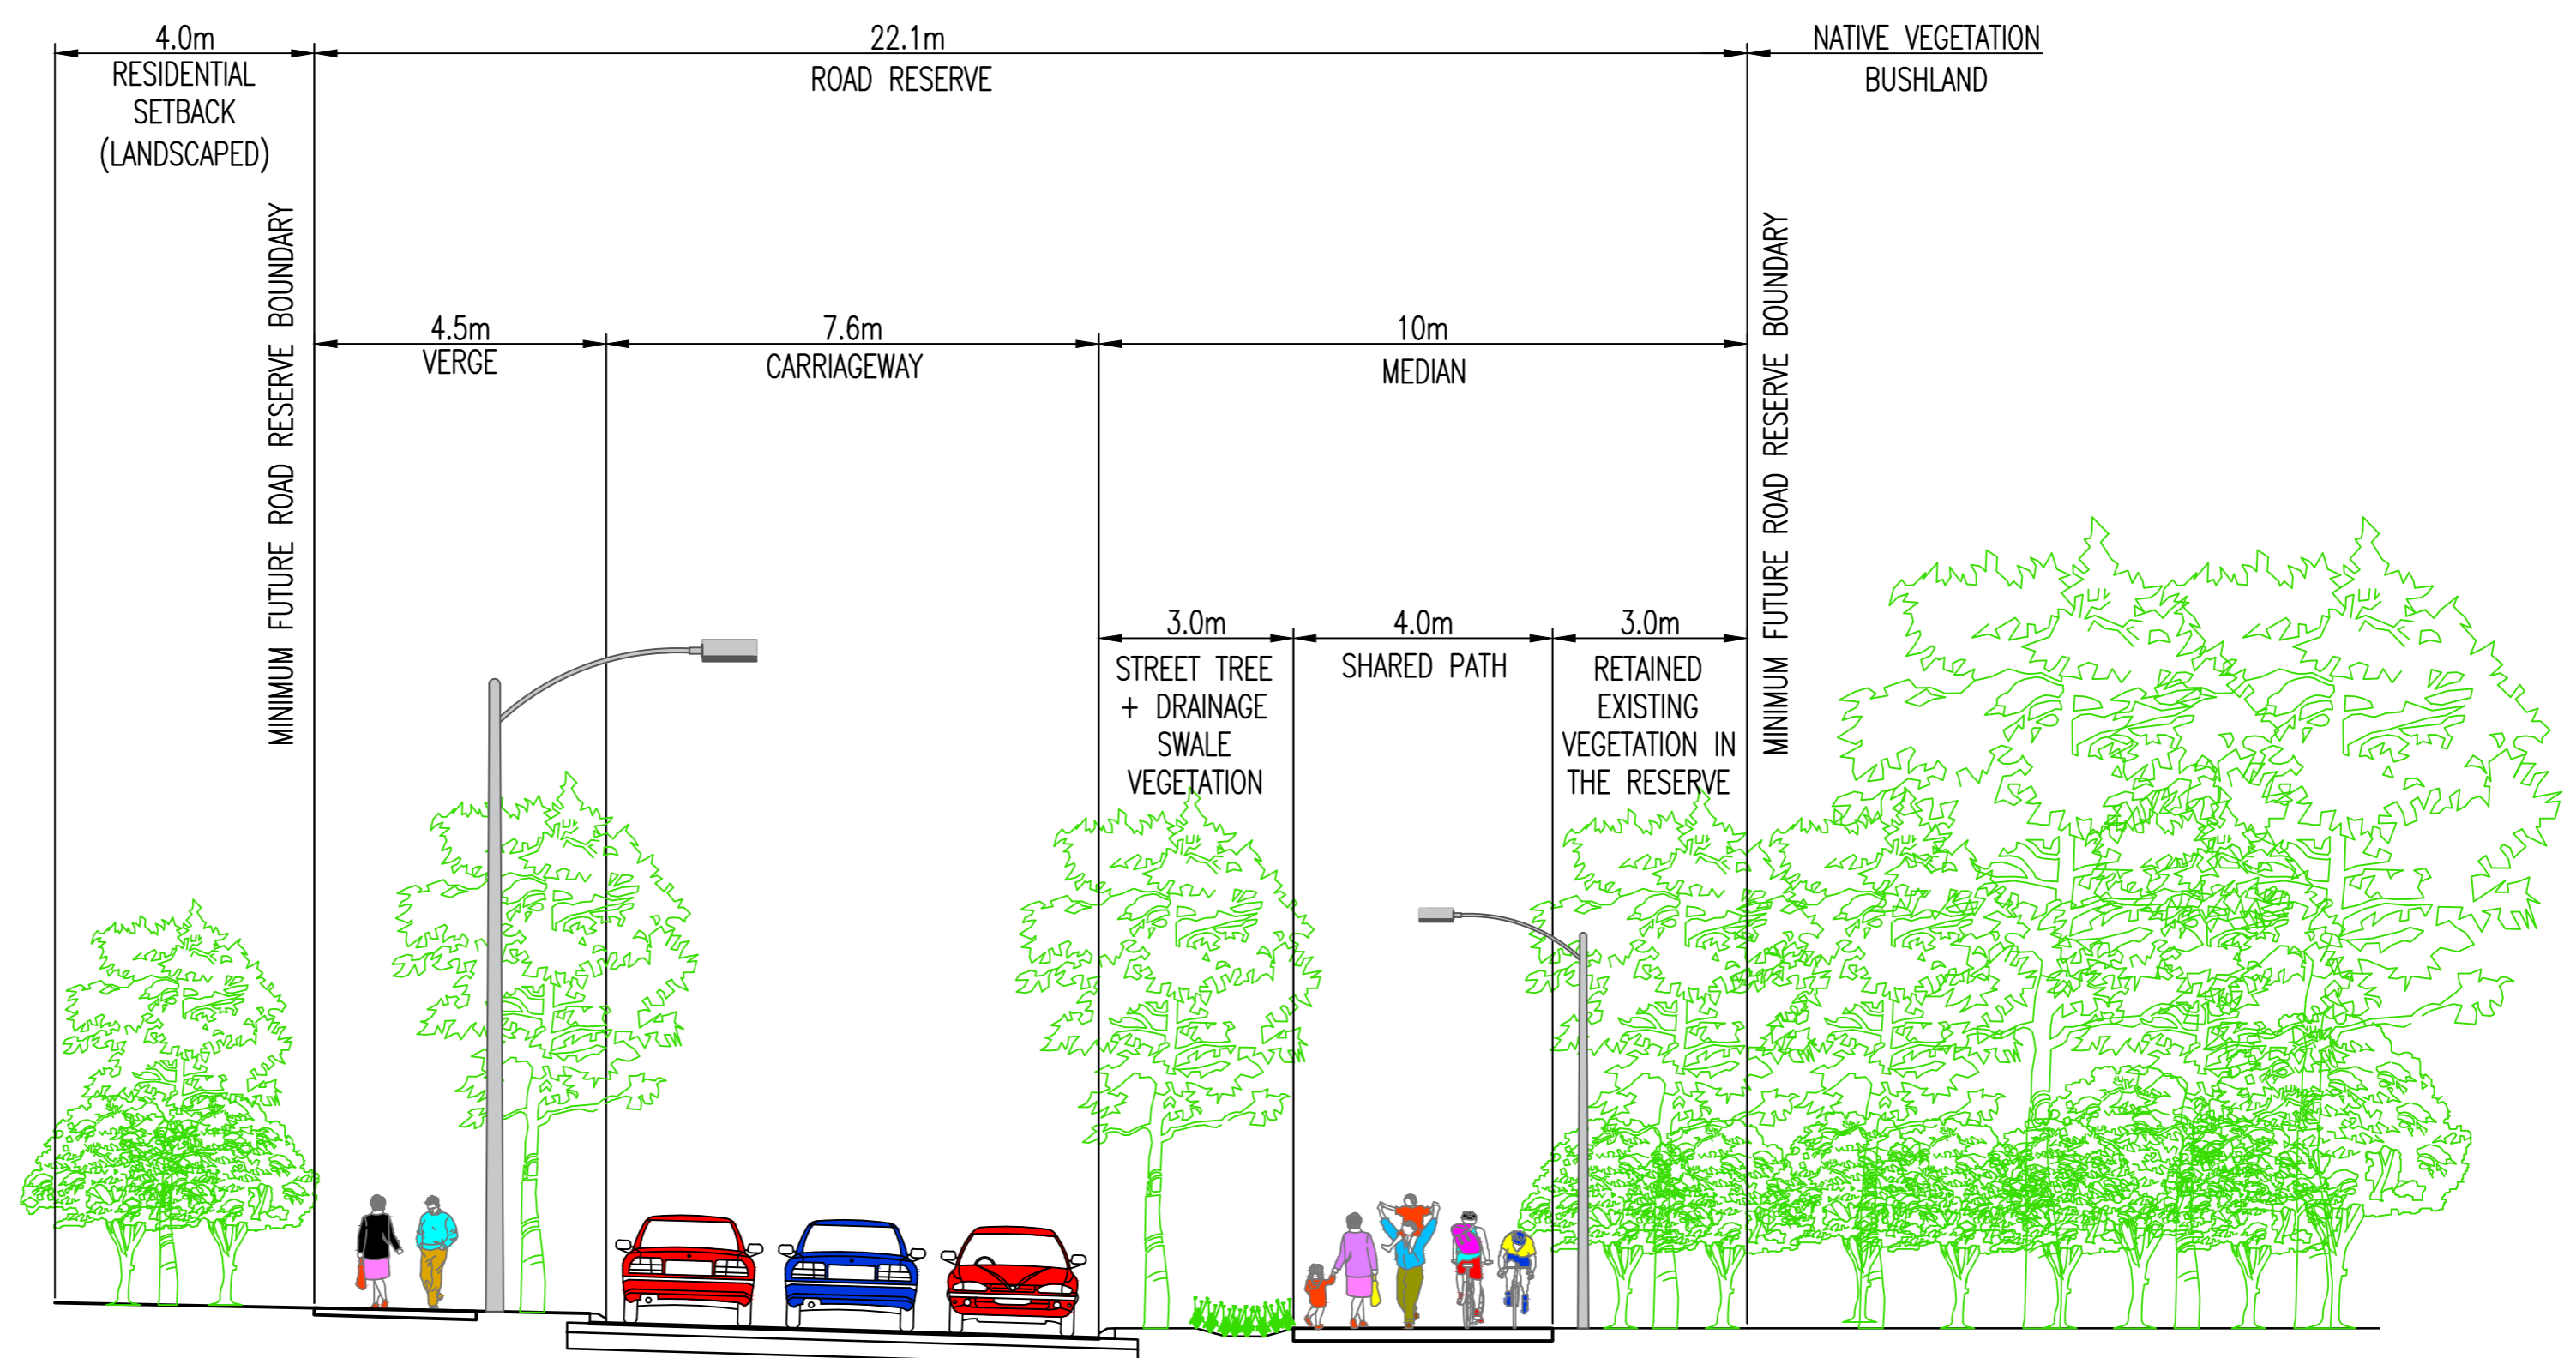 4.0m
RESIDENTIAL
SETBACK
(LANDSCAPED)
22.1m
ROAD RESERVE
NATIVE VEGETATION
BUSHLAND
MINIMUM FUTURE ROAD RESERVE BOUNDARY
4.5m
VERGE
7.6m
CARRIAGEWAY
10m
MEDIAN
MINIMUM FUTURE ROAD RESERVE BOUNDARY
3.0m
STREET TREE
+ DRAINAGE
SWALE
VEGETATION
4.0m
SHARED PATH
3.0m
RETAINED
EXISTING
VEGETATION IN
THE RESERVE